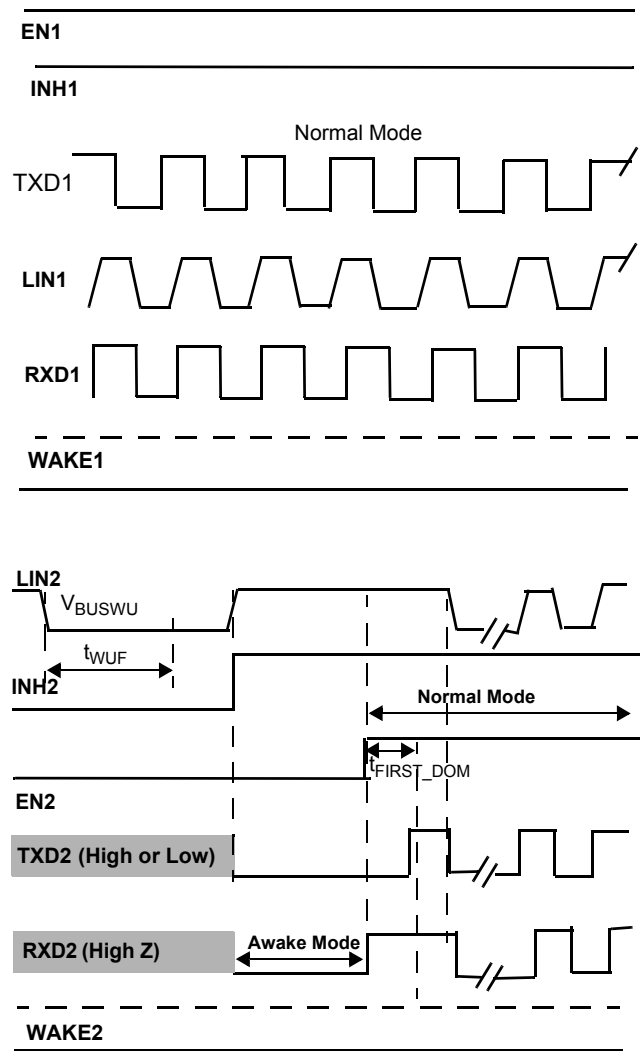 EN1
INH1
Normal Mode
TXD1
LIN1
RXD1
WAKE1
LIN2
VBUSWU
tWUF
INH2
Normal Mode
tFIRST_DOM
EN2
TXD2 (High or Low)
RXD2 (High Z)
Awake Mode
WAKE2